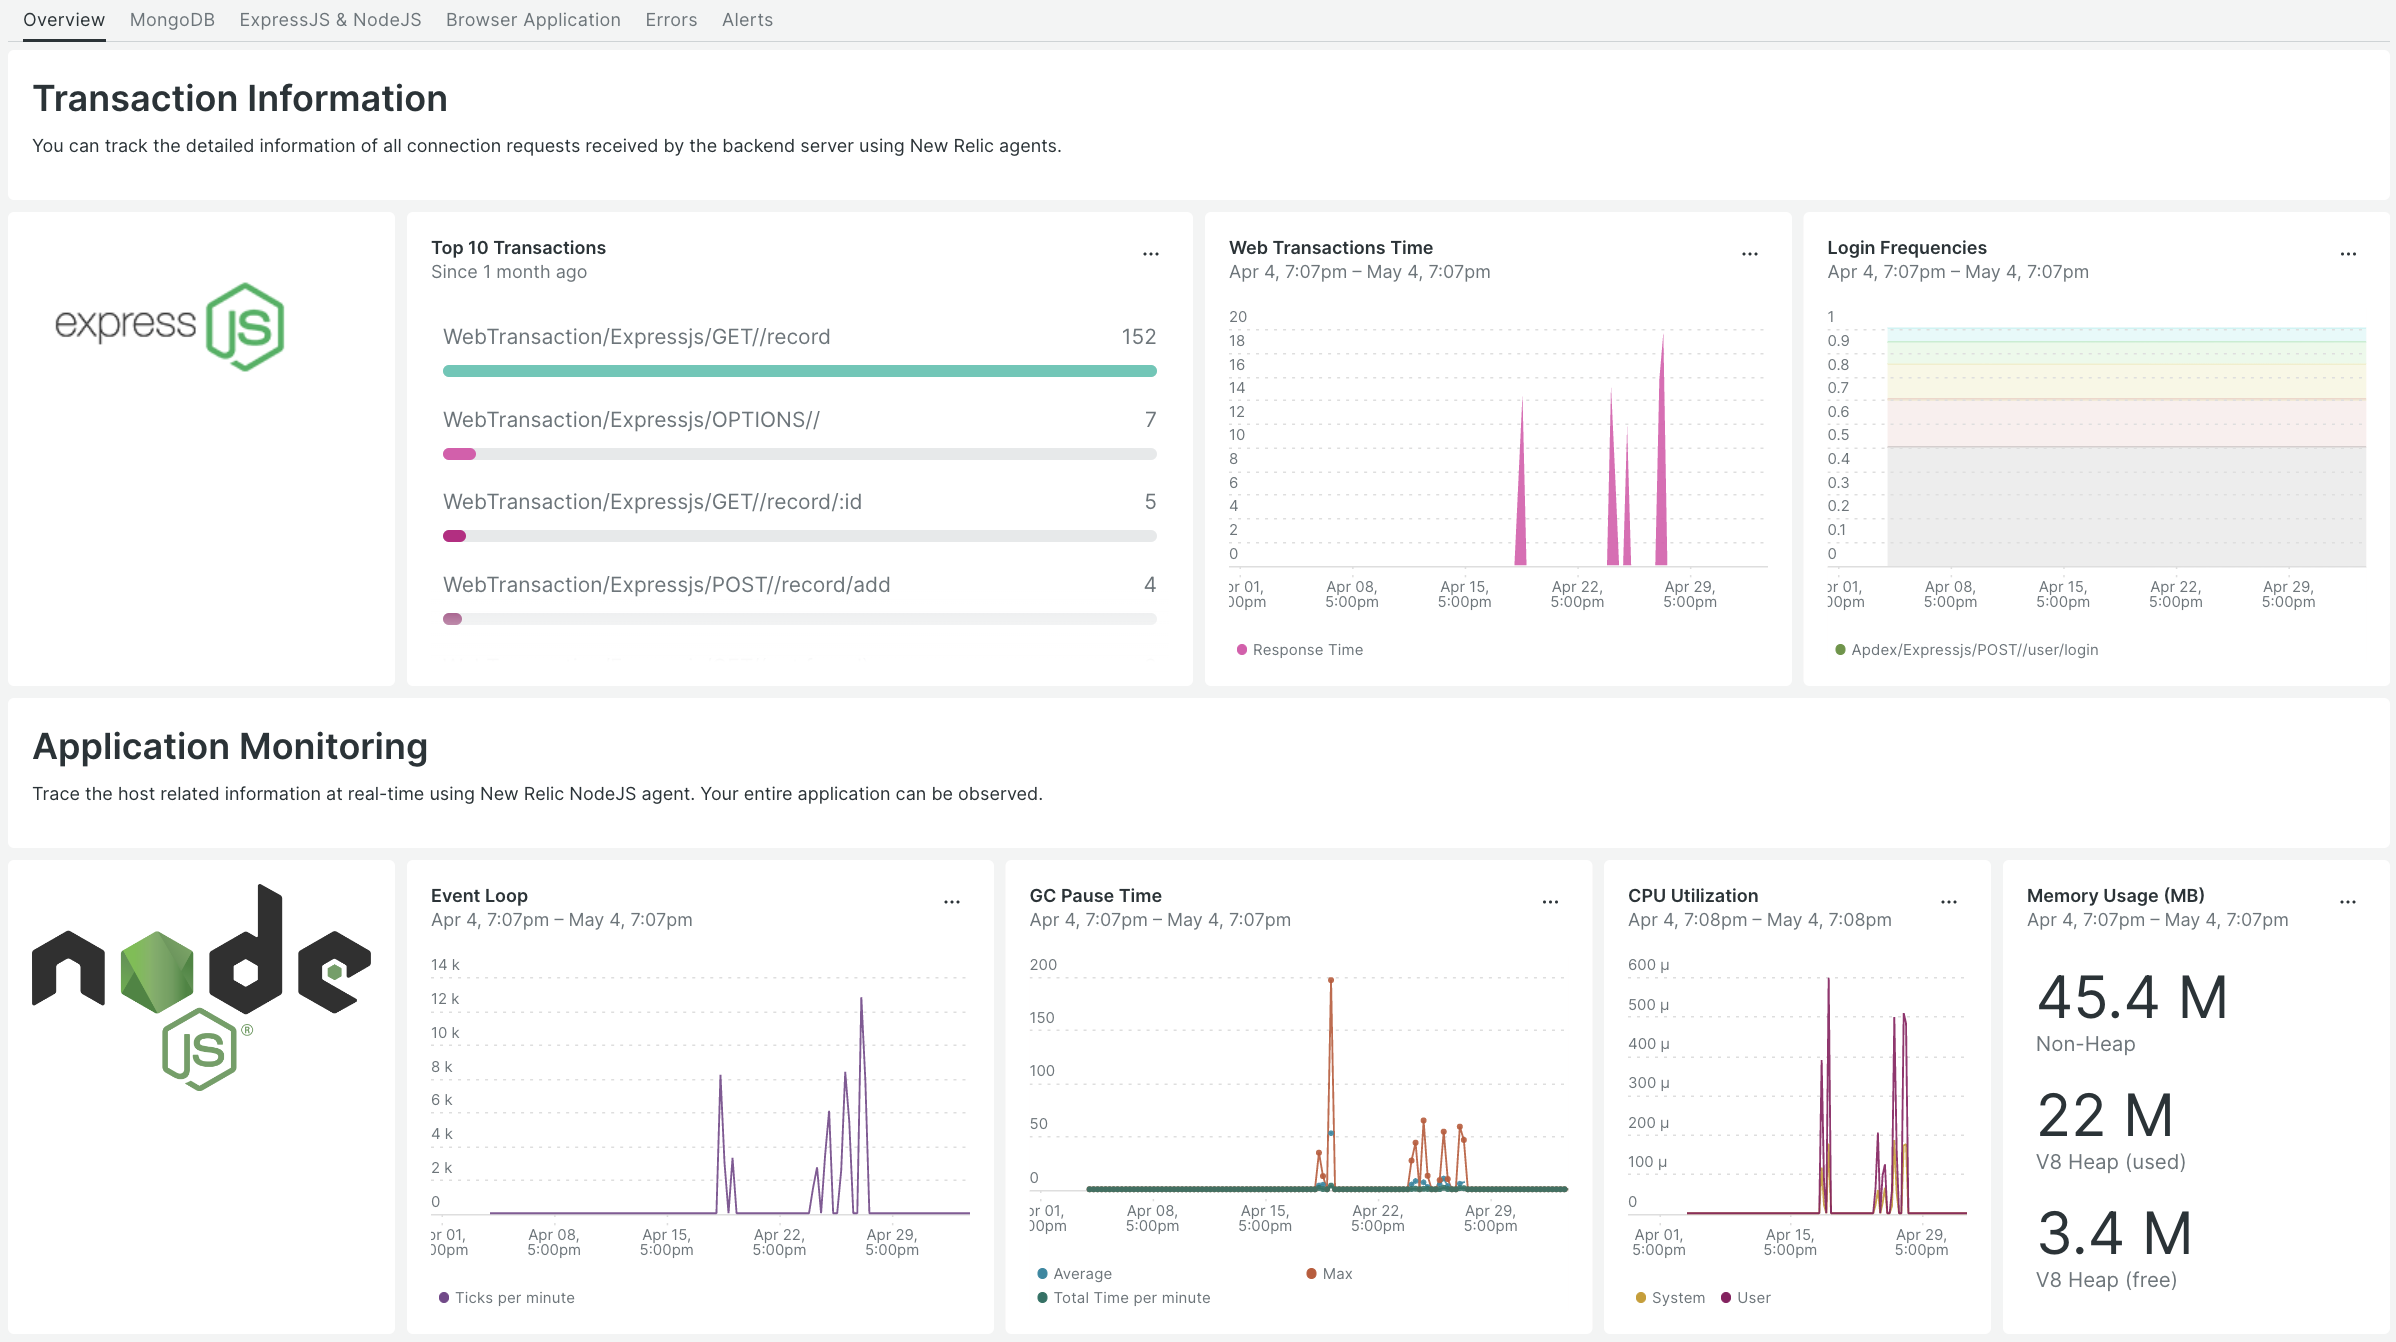 Overview MongoDB ExpressJS & NodeJS Browser Application Errors Alerts
Transaction Information
You can track the detailed information of all connection requests received by the backend server using New Relic agents.
express JS
Top 10 Transactions
Since 1 month ago
WebTransaction/Expressjs/GET//record 152
WebTransaction/Expressjs/OPTIONS// 7
WebTransaction/Expressjs/GET//record/:id 5
WebTransaction/Expressjs/POST//record/add 4
Web Transactions Time
Apr 4, 7:07pm – May 4, 7:07pm
20
18
16
14
12
10
8
6
4
2
0
pr 01, Apr 08, Apr 15, Apr 22, Apr 29,
00pm 5:00pm 5:00pm 5:00pm 5:00pm
Response Time
Login Frequencies
Apr 4, 7:07pm – May 4, 7:07pm
1
0.9
0.8
0.7
0.6
0.5
0.4
0.3
0.2
0.1
0
pr 01, Apr 08, Apr 15, Apr 22, Apr 29,
00pm 5:00pm 5:00pm 5:00pm 5:00pm
Apdex/Expressjs/POST//user/login
Application Monitoring
Trace the host related information at real-time using New Relic NodeJS agent. Your entire application can be observed.
node
JS ®
Event Loop
Apr 4, 7:07pm – May 4, 7:07pm
14 k
12 k
10 k
8 k
6 k
4 k
2 k
0
pr 01, Apr 08, Apr 15, Apr 22, Apr 29,
00pm 5:00pm 5:00pm 5:00pm 5:00pm
Ticks per minute
GC Pause Time
Apr 4, 7:07pm – May 4, 7:07pm
200
150
100
50
0
pr 01, Apr 08, Apr 15, Apr 22, Apr 29,
00pm 5:00pm 5:00pm 5:00pm 5:00pm
Average Max
Total Time per minute
CPU Utilization
Apr 4, 7:08pm – May 4, 7:08pm
600 µ
500 µ
400 µ
300 µ
200 µ
100 µ
0
Apr 01, Apr 15, Apr 29,
5:00pm 5:00pm 5:00pm
System User
Memory Usage (MB)
Apr 4, 7:07pm – May 4, 7:07pm
45.4 M
Non-Heap
22 M
V8 Heap (used)
3.4 M
V8 Heap (free)